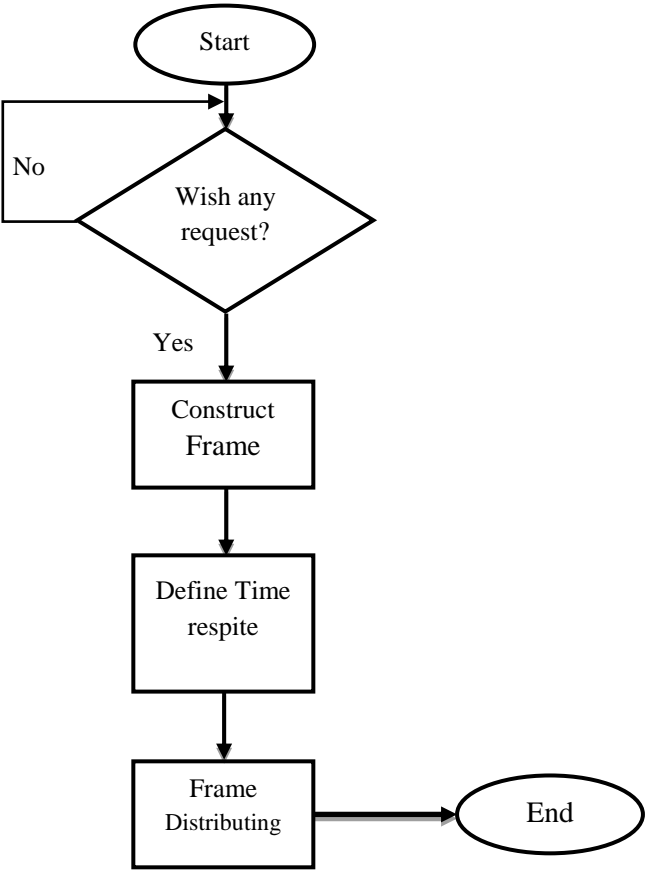 Start
No
Wish any
request?
Yes
Construct
Frame
Define Time
respite
Frame
Distributing
End